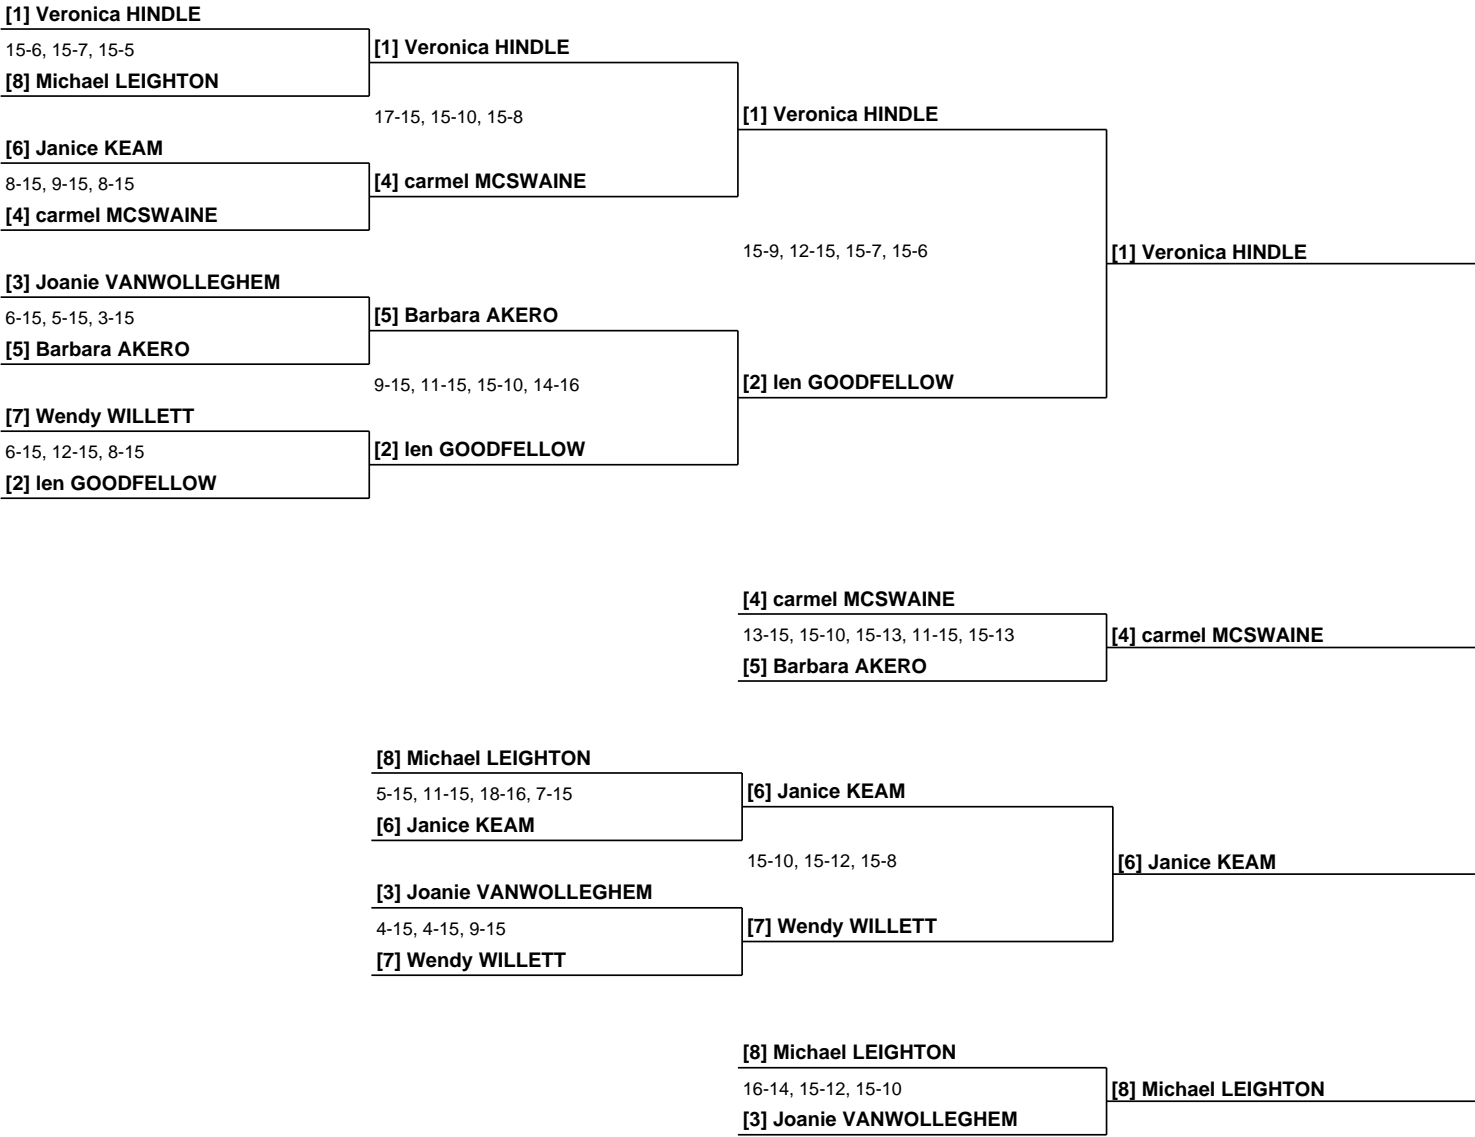 [1] Veronica HINDLE
15-6, 15-7, 15-5
[1] Veronica HINDLE
[8] Michael LEIGHTON
17-15, 15-10, 15-8
[1] Veronica HINDLE
[6] Janice KEAM
8-15, 9-15, 8-15
[4] carmel MCSWAINE
[4] carmel MCSWAINE
15-9, 12-15, 15-7, 15-6
[1] Veronica HINDLE
[3] Joanie VANWOLLEGHEM
6-15, 5-15, 3-15
[5] Barbara AKERO
[5] Barbara AKERO
9-15, 11-15, 15-10, 14-16
[2] len GOODFELLOW
[7] Wendy WILLETT
6-15, 12-15, 8-15
[2] len GOODFELLOW
[2] len GOODFELLOW
[4] carmel MCSWAINE
13-15, 15-10, 15-13, 11-15, 15-13
[4] carmel MCSWAINE
[5] Barbara AKERO
[8] Michael LEIGHTON
5-15, 11-15, 18-16, 7-15
[6] Janice KEAM
[6] Janice KEAM
15-10, 15-12, 15-8
[6] Janice KEAM
[3] Joanie VANWOLLEGHEM
4-15, 4-15, 9-15
[7] Wendy WILLETT
[7] Wendy WILLETT
[8] Michael LEIGHTON
16-14, 15-12, 15-10
[8] Michael LEIGHTON
[3] Joanie VANWOLLEGHEM